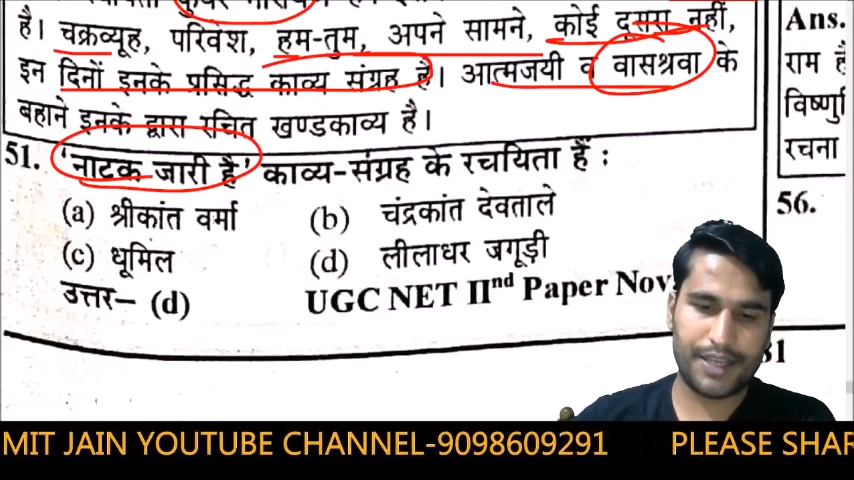 है। चक्रव्यूह, परिवेश, हम-तुम, अपने सामने, कोई दूसरा नहीं,
इन दिनों इनके प्रसिद्ध काव्य संग्रह है। आत्मजयी व वासश्रवा के
बहाने इनके द्वारा रचित खण्डकाव्य है।
51. 'नाटक जारी है' काव्य-संग्रह के रचयिता हैं :
(a) श्रीकांत वर्मा (b) चंद्रकांत देवताले
(c) धूमिल (d) लीलाधर जगूड़ी
उत्तर– (d) UGC NET IInd Paper Nov.
Ans.
राम है
विष्णु
रचना
56.
MIT JAIN YOUTUBE CHANNEL-9098609291 PLEASE SHAR